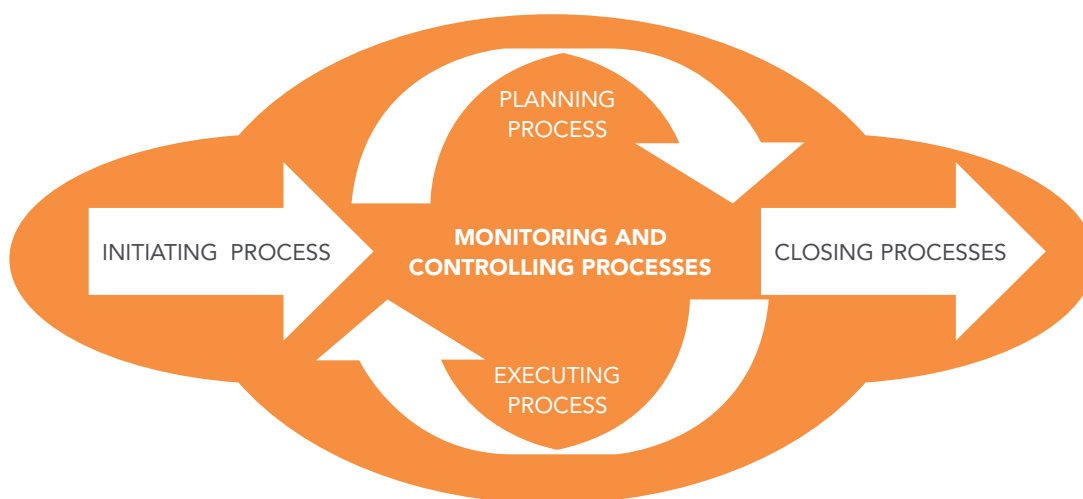 PLANNING
PROCESS
INITIATING PROCESS
MONITORING AND
CONTROLLING PROCESSES
CLOSING PROCESSES
EXECUTING
PROCESS